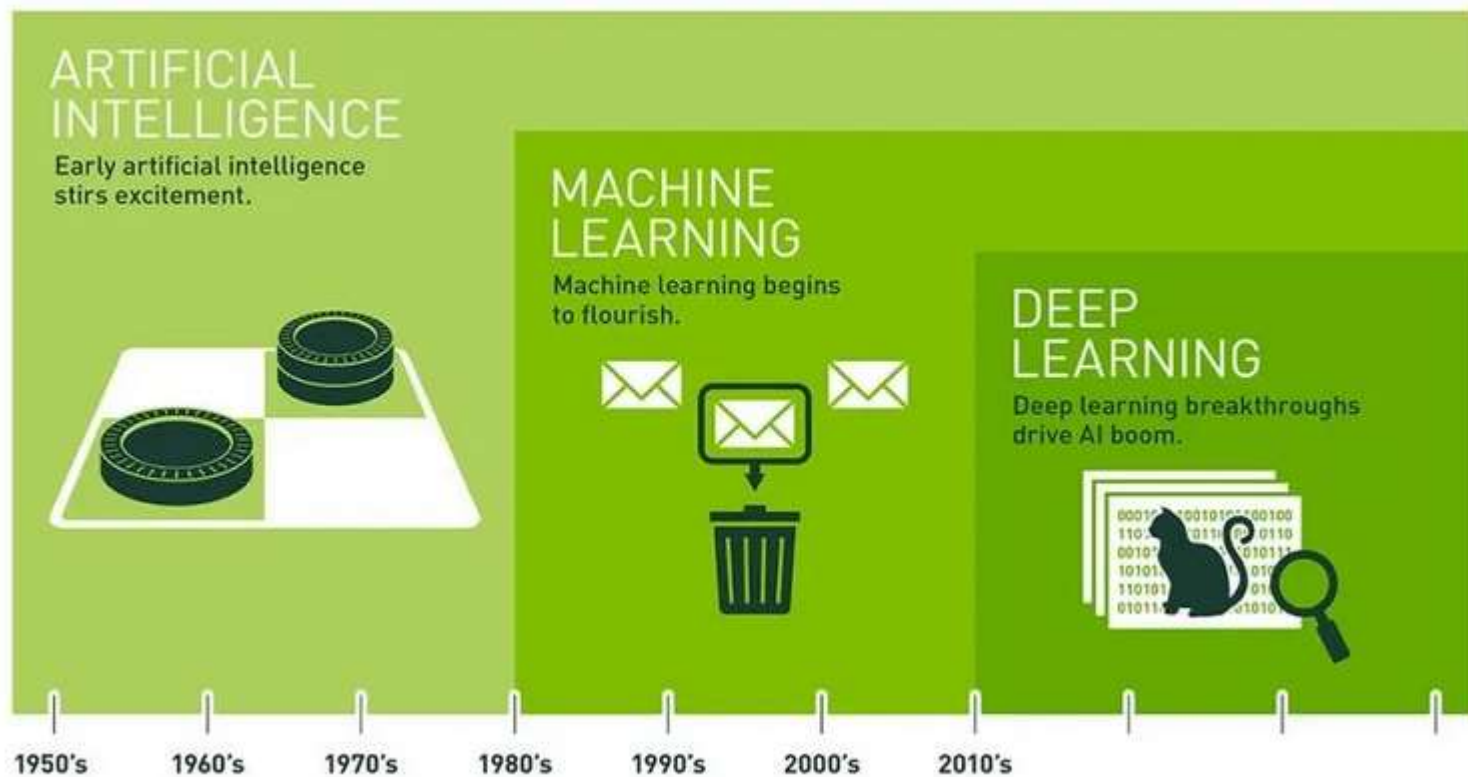 ARTIFICIAL
INTELLIGENCE
Early artificial intelligence
stirs excitement.
MACHINE
LEARNING
Machine learning begins
to flourish.
DEEP
LEARNING
Deep learning breakthroughs
drive AI boom.
1950's 1960's 1970's 1980's 1990's 2000's 2010's